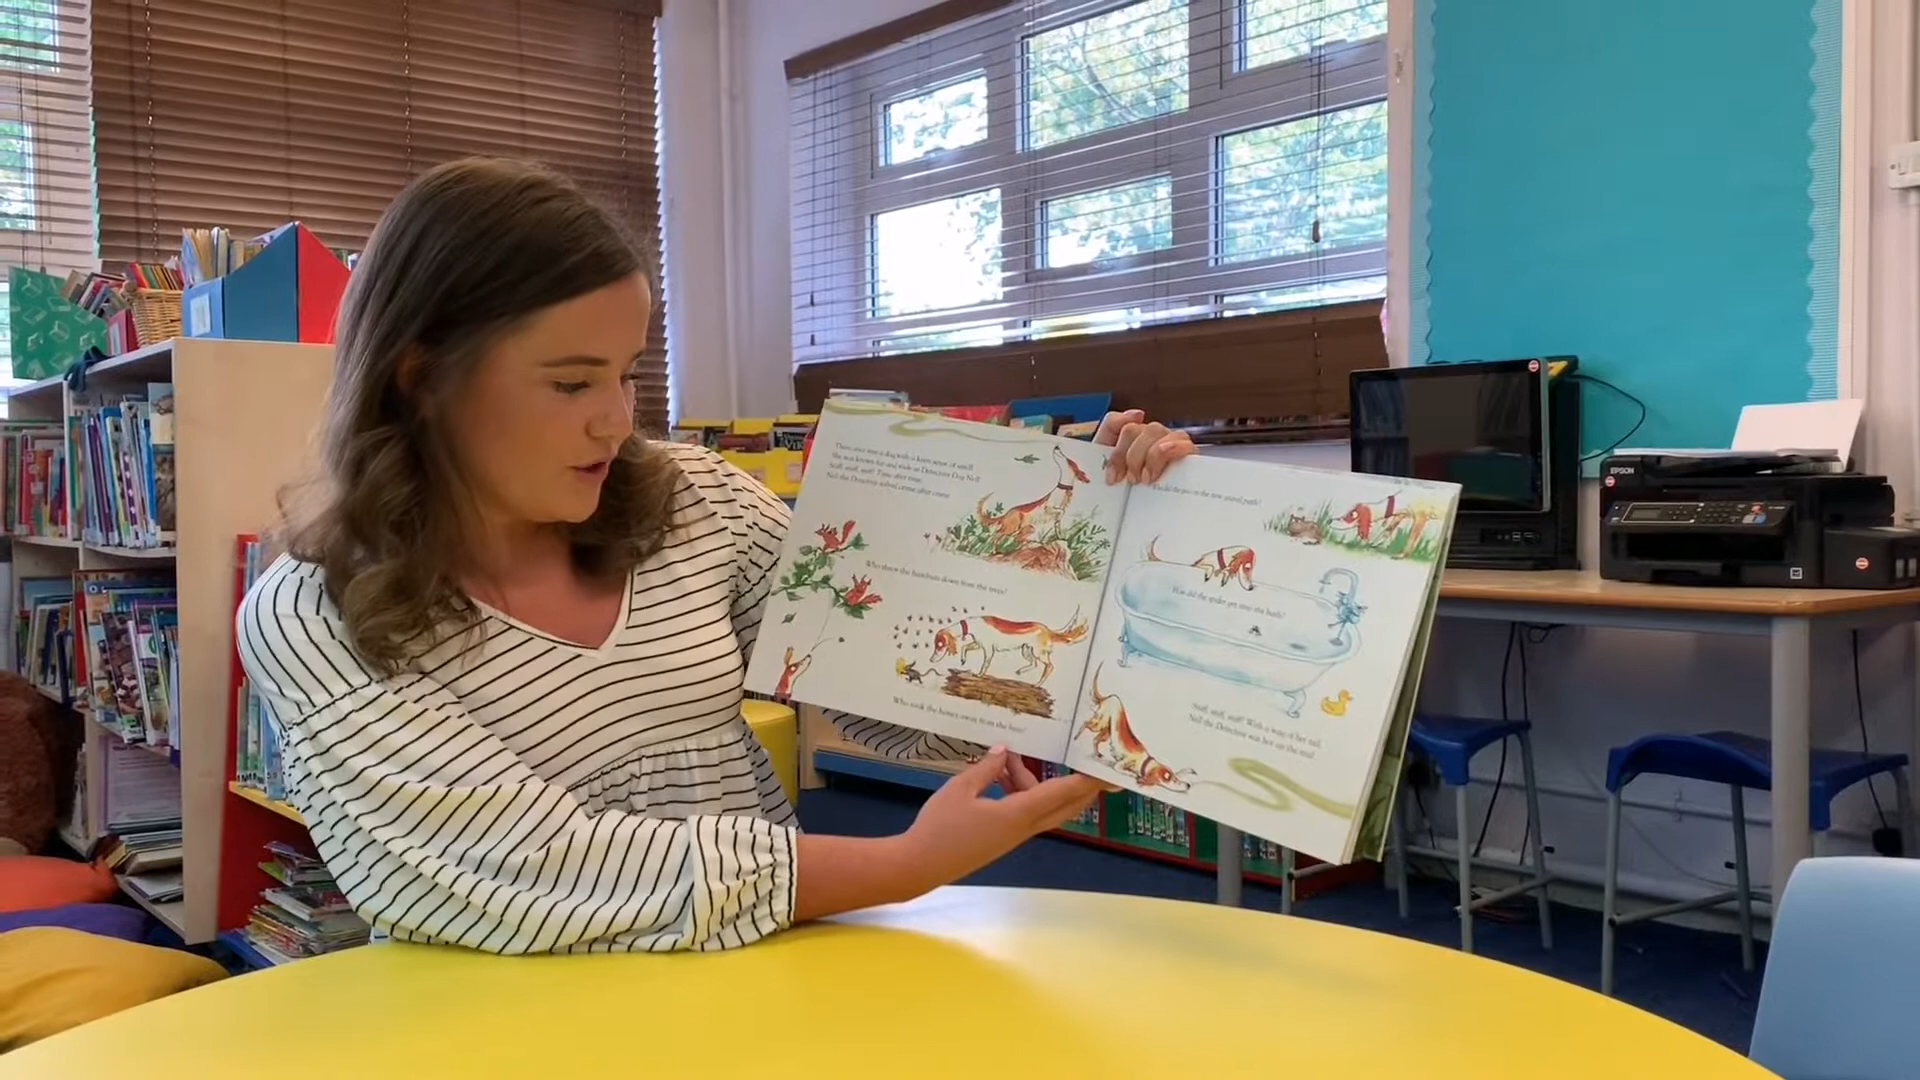 There once was a dog with a keen sense of smell.
She was known far and wide as Detective Dog Nell.
Sniff, sniff, sniff! Time after time,
Nell the Detective solved crime after crime.
Who threw the hazelnuts down from the trees?
Who took the honey away from the bees?
Who did the poo on the new gravel path?
How did the spider get into the bath?
Sniff, sniff, sniff! With a wag of her tail,
Nell the Detective was hot on the trail
EPSON